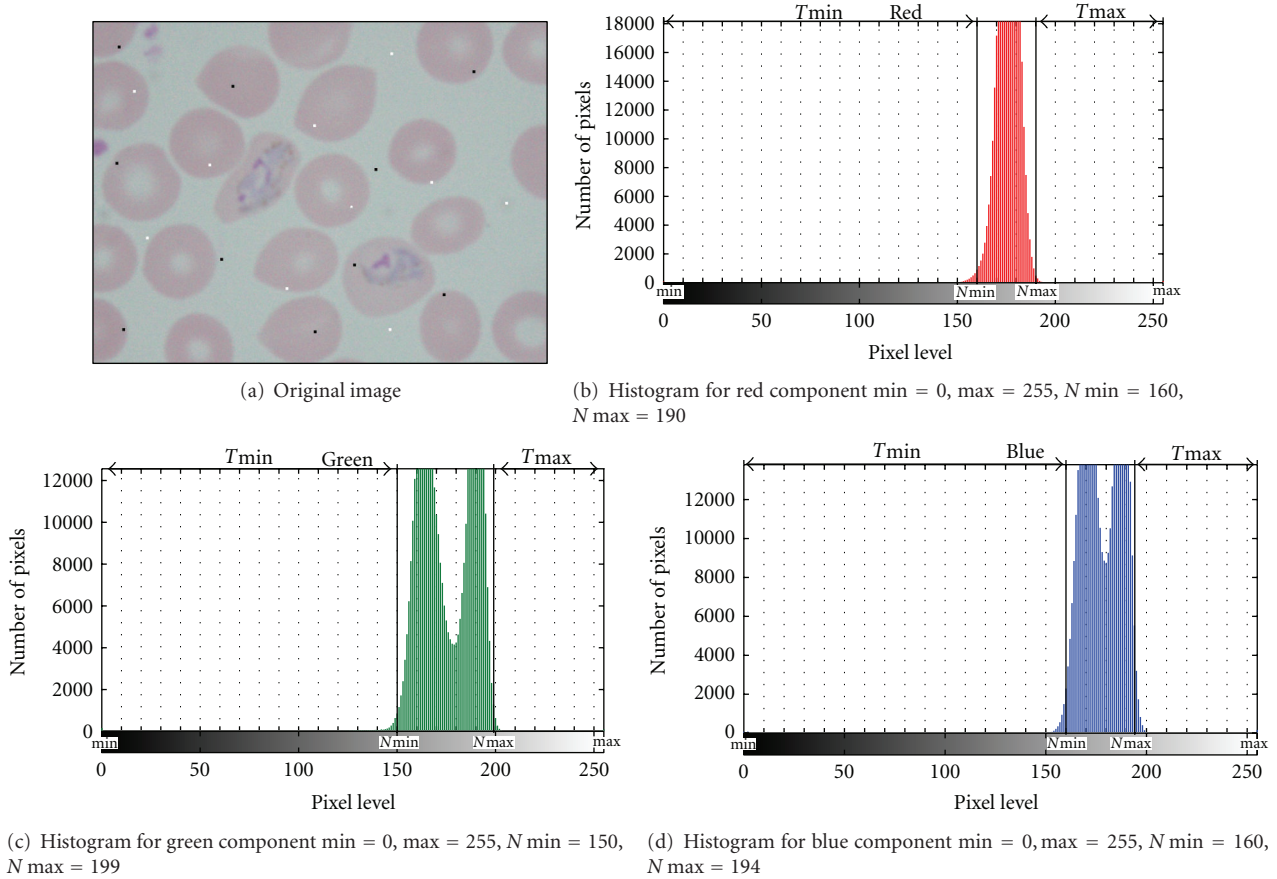 (a) Original image
Tmin Red Tmax
Number of pixels
18000
16000
14000
12000
10000
8000
6000
4000
2000
0
min Nmin Nmax max
0 50 100 150 200 250
Pixel level
(b) Histogram for red component min = 0, max = 255, N min = 160,
N max = 190
Tmin Green Tmax
Number of pixels
12000
10000
8000
6000
4000
2000
0
min Nmin Nmax max
0 50 100 150 200 250
Pixel level
(c) Histogram for green component min = 0, max = 255, N min = 150,
N max = 199
Tmin Blue Tmax
Number of pixels
12000
10000
8000
6000
4000
2000
0
min Nmin Nmax max
0 50 100 150 200 250
Pixel level
(d) Histogram for blue component min = 0, max = 255, N min = 160,
N max = 194